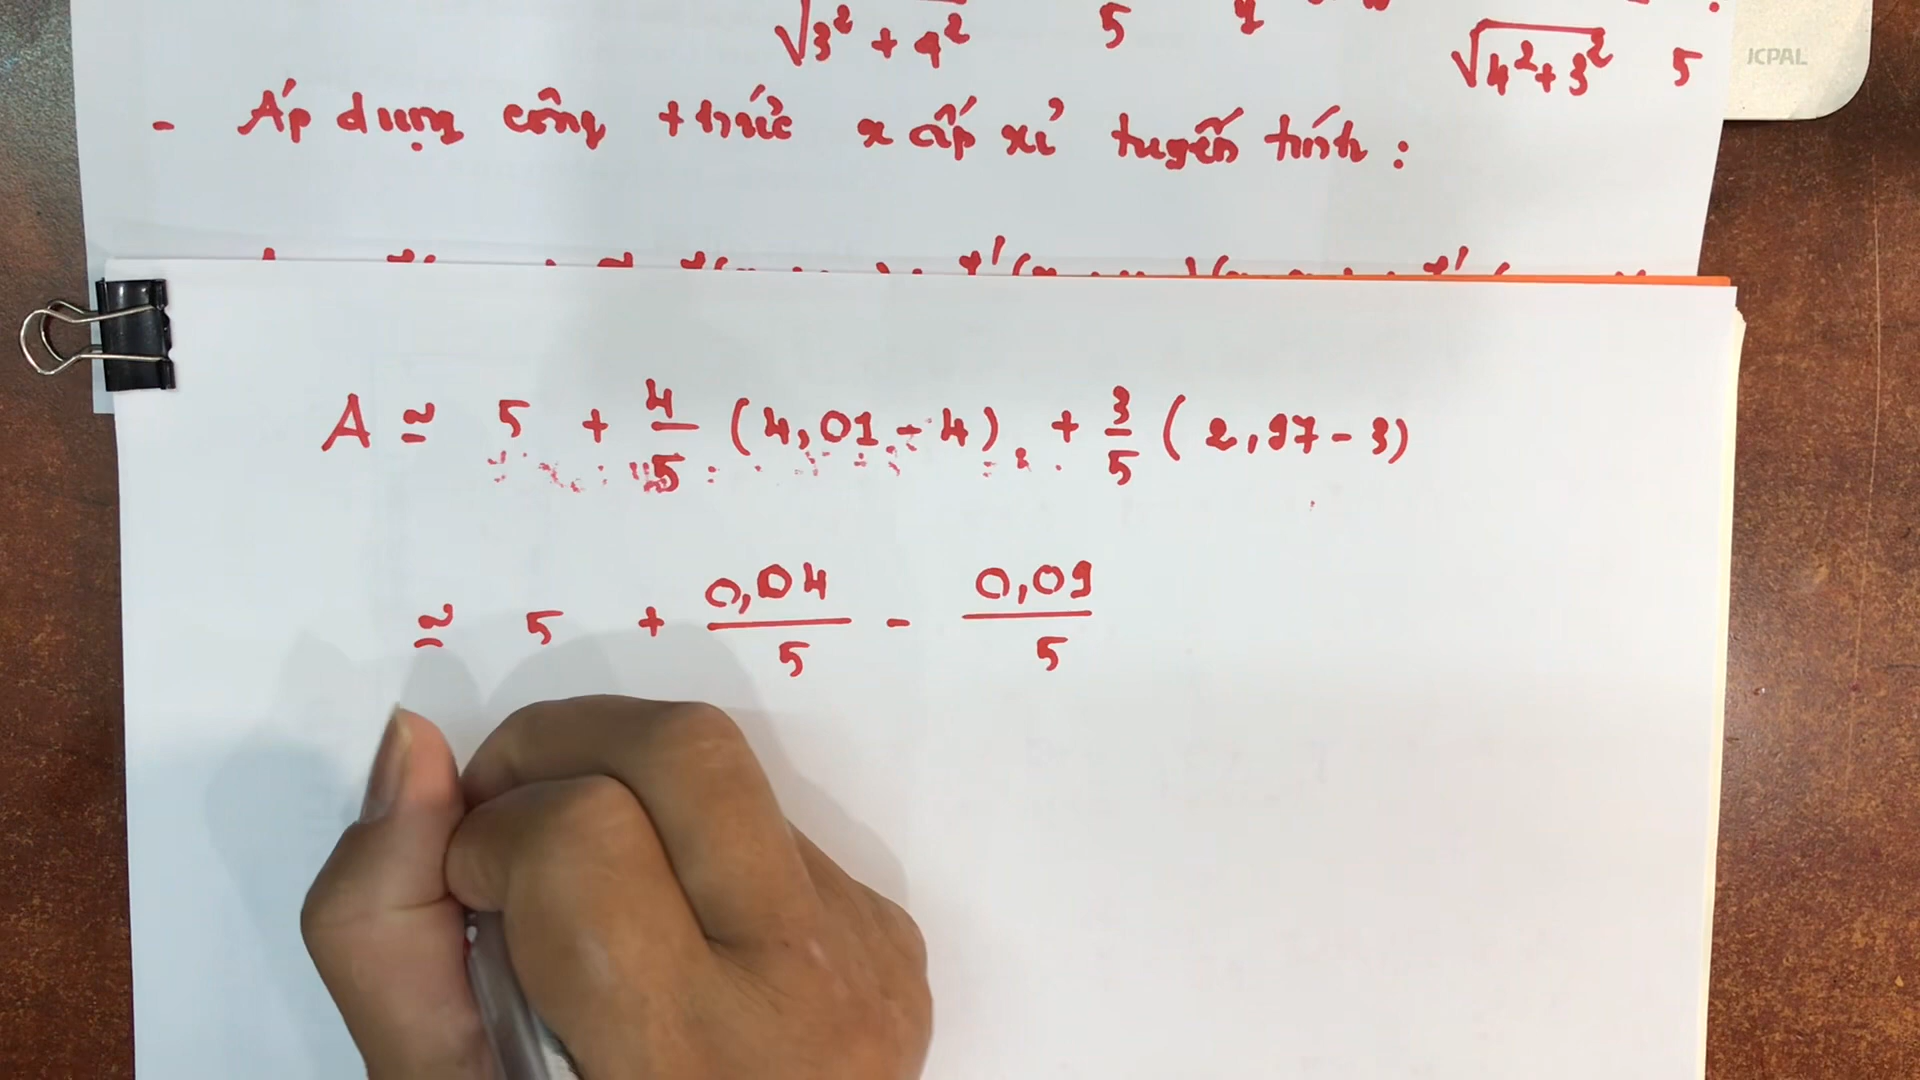 √3² + 4² 5 √4² + 3² 5
JCPAL
- Áp dụng công thức xấp xỉ tuyến tính :
A ≃ 5 + 4/5 (4,01 - 4) + 3/5 (2,97 - 3)
≃ 5 + 0,04/5 - 0,09/5